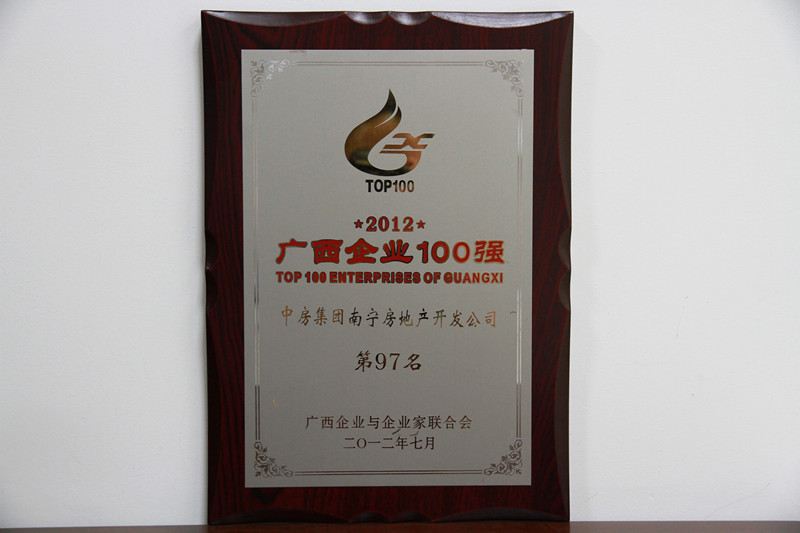 TOP100
★2012★
广西企业100强
TOP 100 ENTERPRISES OF GUANGXI
中房集团南宁房地产开发公司
第97名
广西企业与企业家联合会
二〇一二年七月